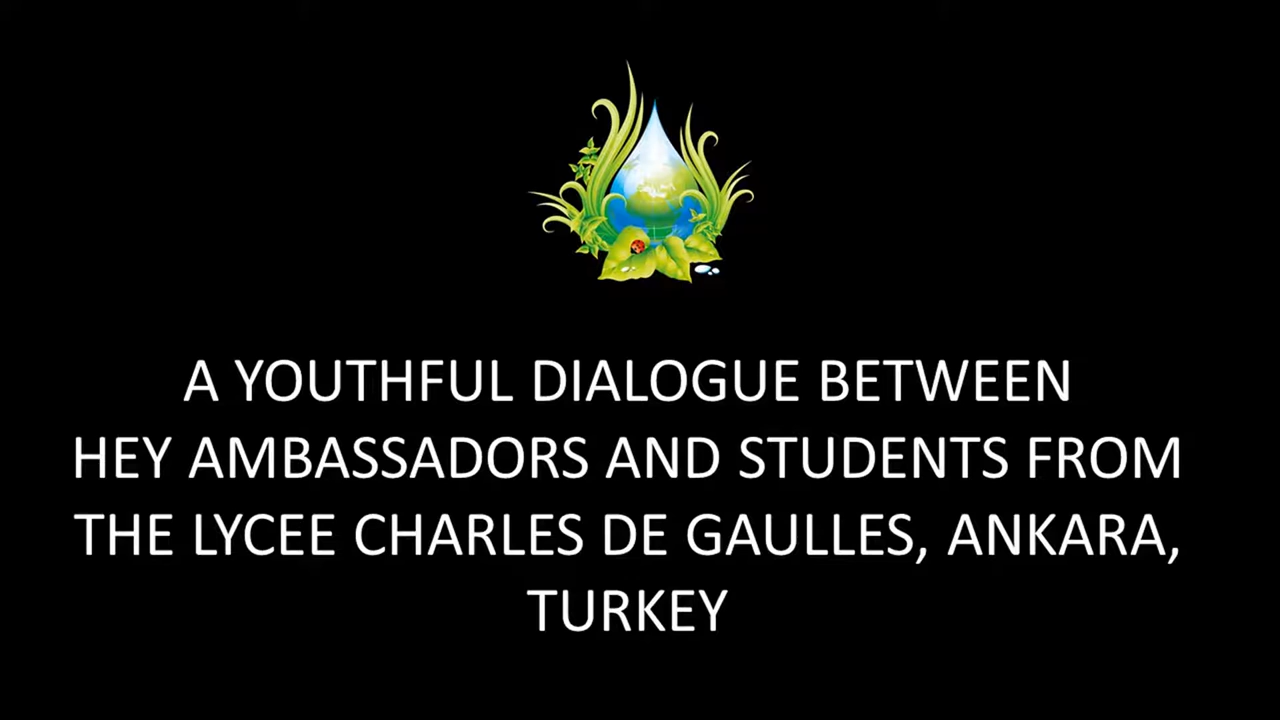 A YOUTHFUL DIALOGUE BETWEEN
HEY AMBASSADORS AND STUDENTS FROM
THE LYCEE CHARLES DE GAULLES, ANKARA,
TURKEY